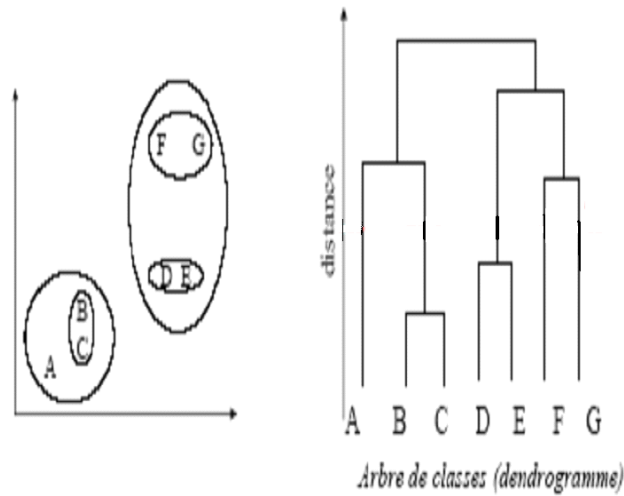 F G
D E
B
C
A
distance
A B C D E F G
Arbre de classes (dendrogramme)